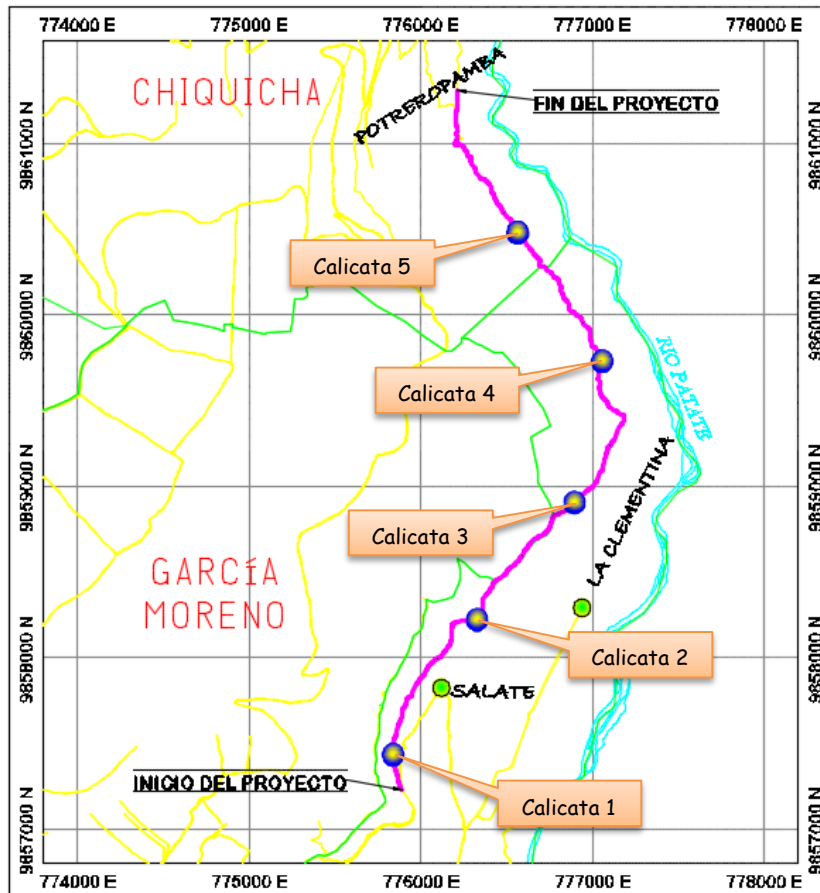 774000 E 775000 E 776000 E 777000 E 778000 E
CHIQUICHA
POTREROPAMBA
FIN DEL PROYECTO
9861000 N 9861000 N
Calicata 5
9860000 N 9860000 N
RIO PATATE
Calicata 4
9859000 N 9859000 N
LA CLEMENTINA
Calicata 3
GARCíA
MORENO
Calicata 2
9858000 N 9858000 N
SALATE
INICIO DEL PROYECTO
Calicata 1
9857000 N 9857000 N
774000 E 775000 E 776000 E 777000 E 778000 E